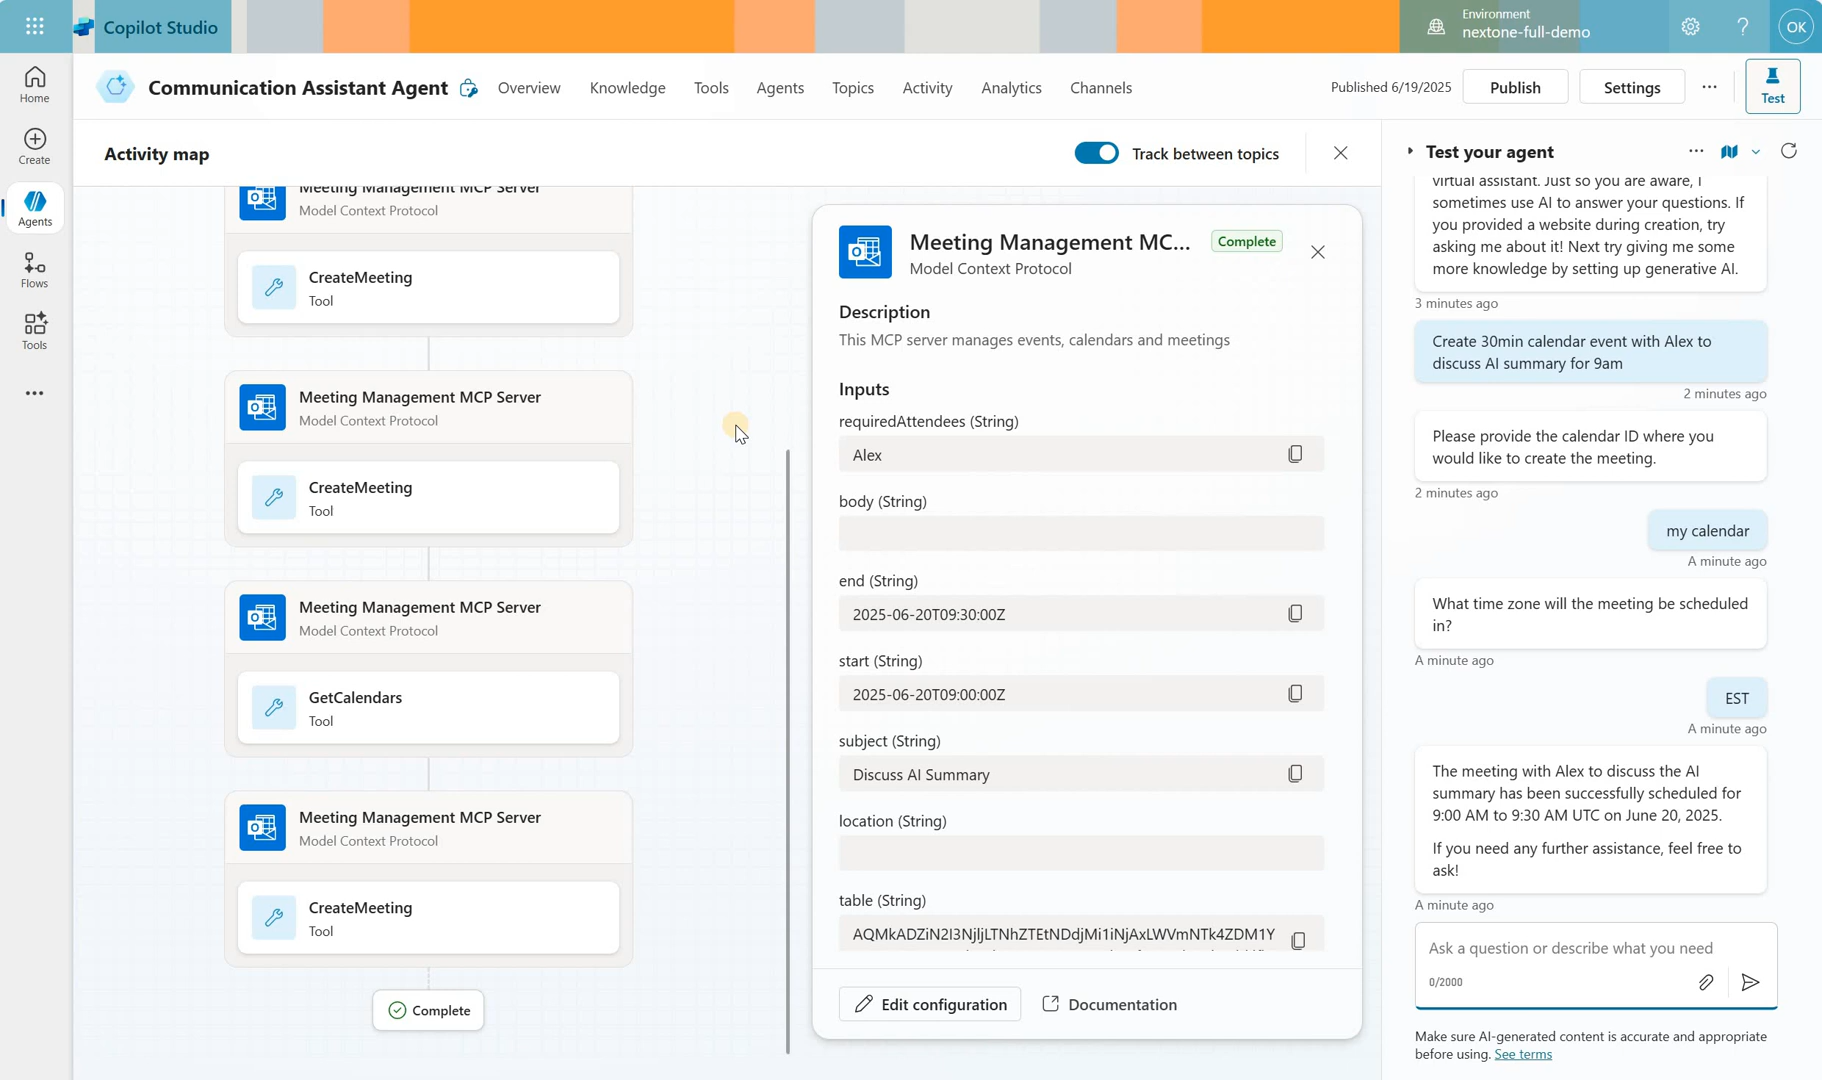 Copilot Studio
Environment
nextone-full-demo
?
OK
Home
Create
Agents
Flows
Tools
Communication Assistant Agent
Overview
Knowledge
Tools
Agents
Topics
Activity
Analytics
Channels
Published 6/19/2025
Publish
Settings
Test
Activity map
Track between topics
Meeting Management MCP Server
Model Context Protocol
CreateMeeting
Tool
Meeting Management MCP Server
Model Context Protocol
CreateMeeting
Tool
Meeting Management MCP Server
Model Context Protocol
GetCalendars
Tool
Meeting Management MCP Server
Model Context Protocol
CreateMeeting
Tool
Complete
Meeting Management MC...
Complete
Model Context Protocol
Description
This MCP server manages events, calendars and meetings
Inputs
requiredAttendees (String)
Alex
body (String)
end (String)
2025-06-20T09:30:00Z
start (String)
2025-06-20T09:00:00Z
subject (String)
Discuss AI Summary
location (String)
table (String)
Edit configuration
Documentation
Test your agent
virtual assistant. Just so you are aware, I
sometimes use AI to answer your questions. If
you provided a website during creation, try
asking me about it! Next try giving me some
more knowledge by setting up generative AI.
3 minutes ago
Create 30min calendar event with Alex to
discuss AI summary for 9am
2 minutes ago
Please provide the calendar ID where you
would like to create the meeting.
2 minutes ago
my calendar
A minute ago
What time zone will the meeting be scheduled
in?
A minute ago
EST
A minute ago
The meeting with Alex to discuss the AI
summary has been successfully scheduled for
9:00 AM to 9:30 AM UTC on June 20, 2025.
If you need any further assistance, feel free to
ask!
A minute ago
Ask a question or describe what you need
0/2000
Make sure AI-generated content is accurate and appropriate
before using. See terms